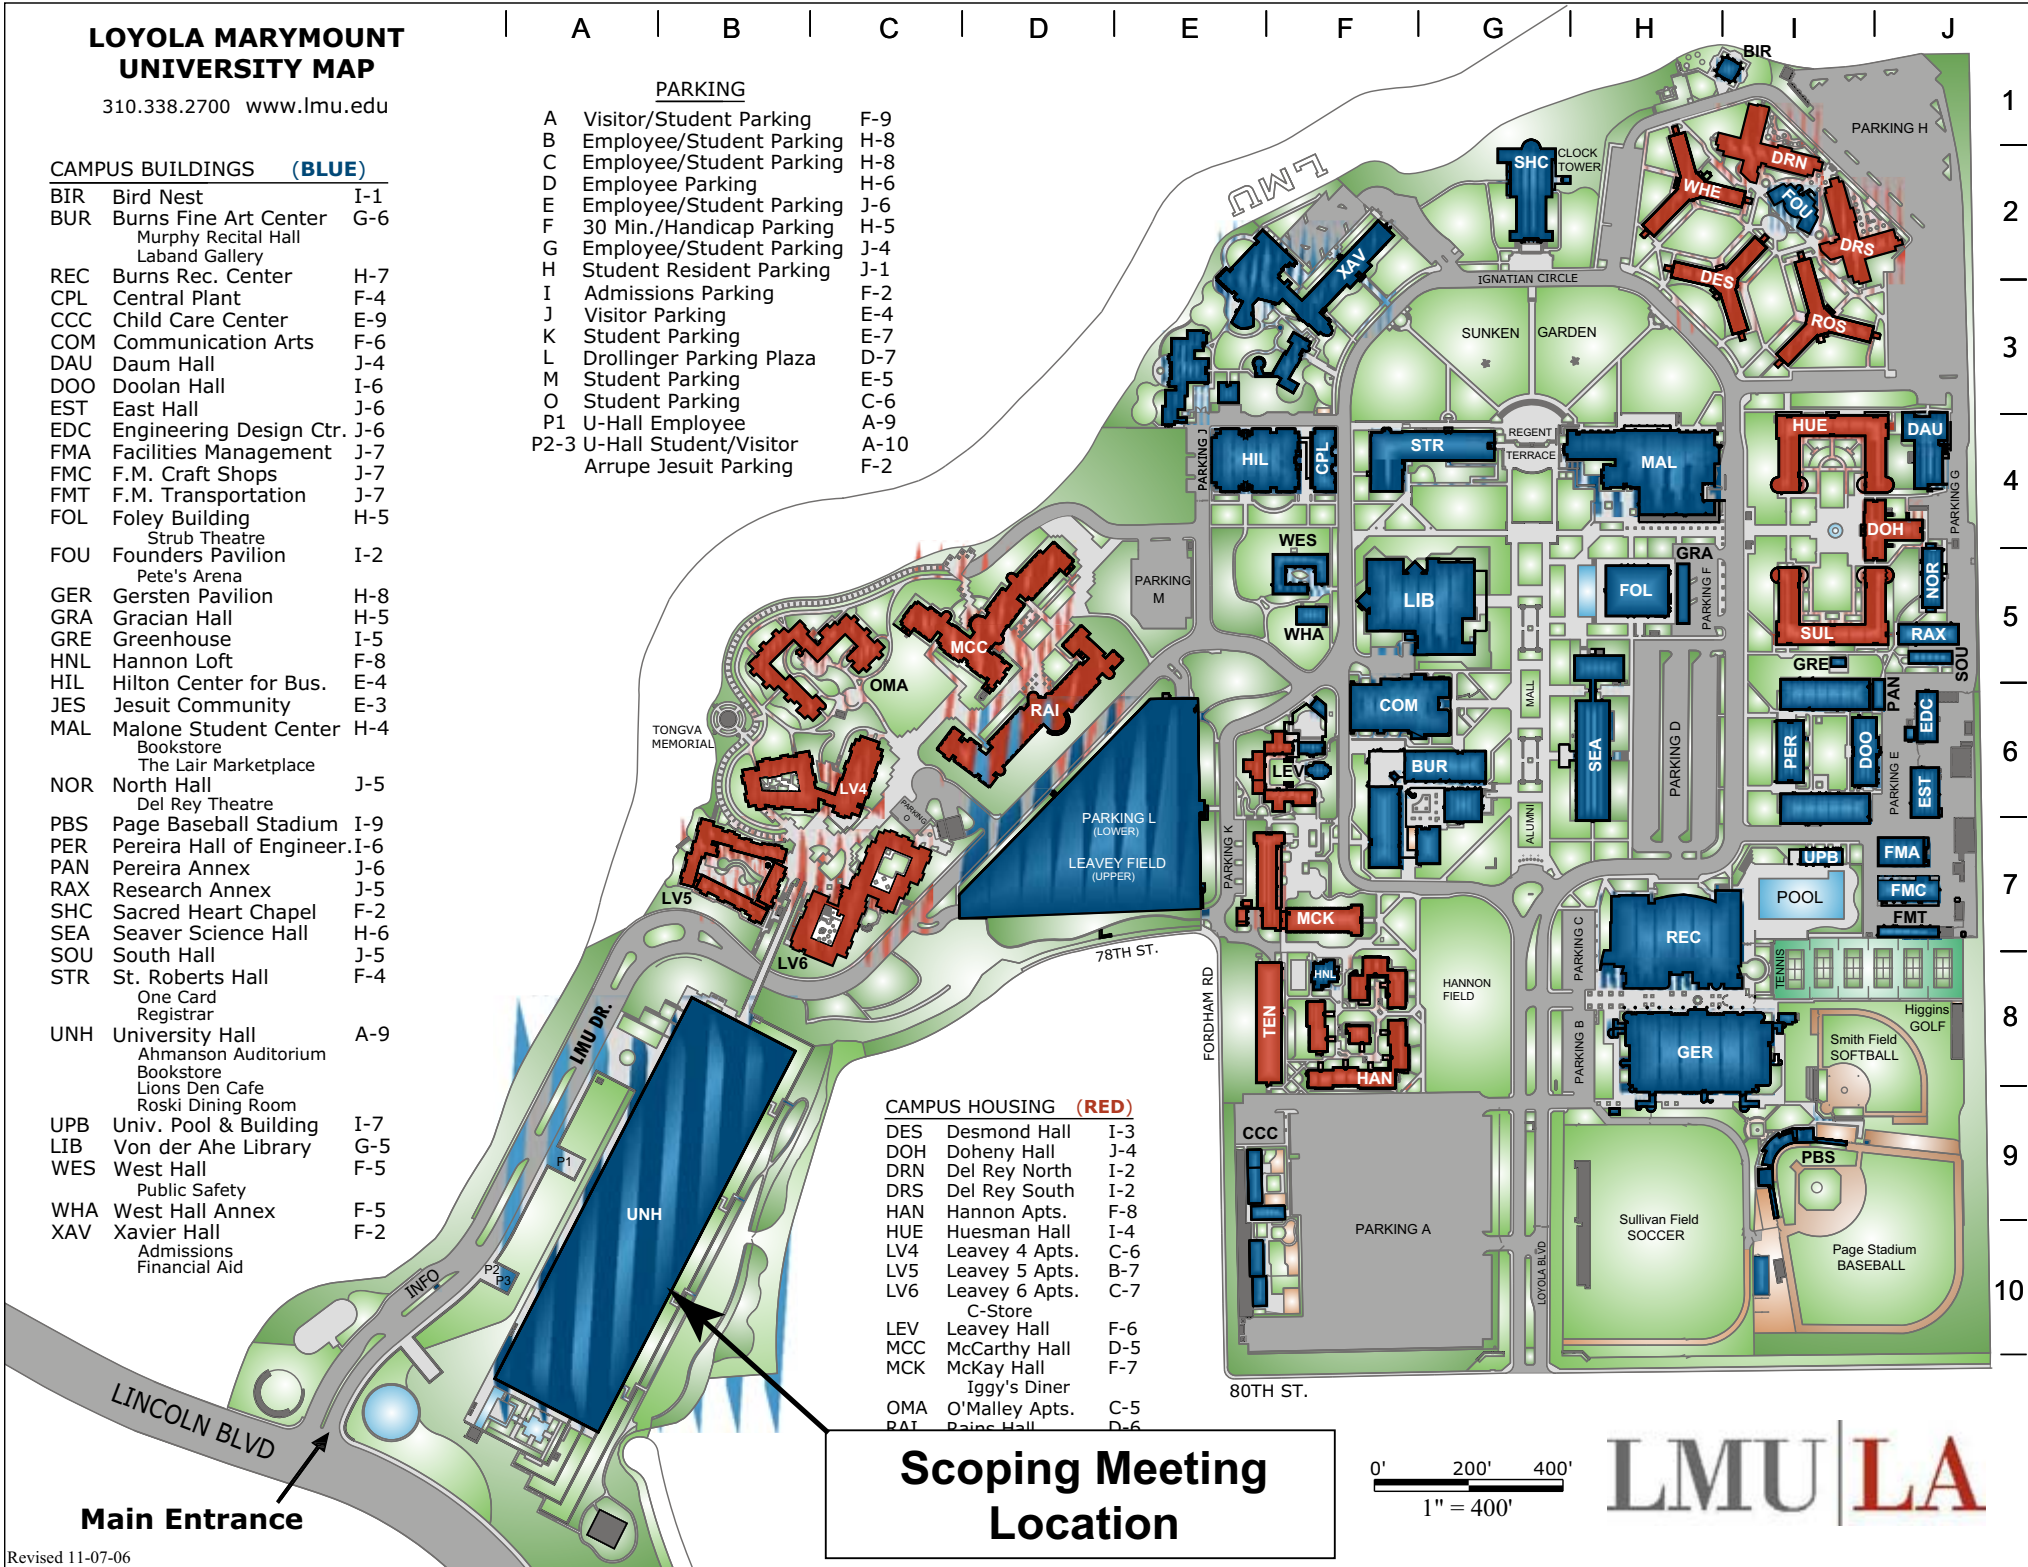 LOYOLA MARYMOUNT
UNIVERSITY MAP
310.338.2700 www.lmu.edu
CAMPUS BUILDINGS (BLUE)
BIR Bird Nest I-1
BUR Burns Fine Art Center G-6
Murphy Recital Hall
Laband Gallery
REC Burns Rec. Center H-7
CPL Central Plant F-4
CCC Child Care Center E-9
COM Communication Arts F-6
DAU Daum Hall J-4
DOO Doolan Hall I-6
EST East Hall J-6
EDC Engineering Design Ctr. J-6
FMA Facilities Management J-7
FMC F.M. Craft Shops J-7
FMT F.M. Transportation J-7
FOL Foley Building H-5
Strub Theatre
FOU Founders Pavilion I-2
Pete's Arena
GER Gersten Pavilion H-8
GRA Gracian Hall H-5
GRE Greenhouse I-5
HNL Hannon Loft F-8
HIL Hilton Center for Bus. E-4
JES Jesuit Community E-3
MAL Malone Student Center H-4
Bookstore
The Lair Marketplace
NOR North Hall J-5
Del Rey Theatre
PBS Page Baseball Stadium I-9
PER Pereira Hall of Engineer. I-6
PAN Pereira Annex J-6
RAX Research Annex J-5
SHC Sacred Heart Chapel F-2
SEA Seaver Science Hall H-6
SOU South Hall J-5
STR St. Roberts Hall F-4
One Card
Registrar
UNH University Hall A-9
Ahmanson Auditorium
Bookstore
Lions Den Cafe
Roski Dining Room
UPB Univ. Pool & Building I-7
LIB Von der Ahe Library G-5
WES West Hall F-5
Public Safety
WHA West Hall Annex F-5
XAV Xavier Hall F-2
Admissions
Financial Aid
PARKING
A Visitor/Student Parking F-9
B Employee/Student Parking H-8
C Employee/Student Parking H-8
D Employee Parking H-6
E Employee/Student Parking J-6
F 30 Min./Handicap Parking H-5
G Employee/Student Parking J-4
H Student Resident Parking J-1
I Admissions Parking F-2
J Visitor Parking E-4
K Student Parking E-7
L Drollinger Parking Plaza D-7
M Student Parking E-5
O Student Parking C-6
P1 U-Hall Employee A-9
P2-3 U-Hall Student/Visitor A-10
Arrupe Jesuit Parking F-2
A B C D E F G H I J
1
2
3
4
5
6
7
8
9
10
BIR
PARKING H
LMU
SHC
CLOCK
TOWER
DRN
WHE
FOU
DRS
XAV
DES
ROS
IGNATIAN CIRCLE
SUNKEN GARDEN
HUE
DAU
PARKING J
HIL
CPL
STR
REGENT
TERRACE
MAL
PARKING G
DOH
WES
GRA
PARKING M
LIB
FOL
PARKING F
NOR
WHA
SUL
RAX
SOU
MCC
OMA
GRE
PAN
RAI
COM
MALL
EDC
TONGVA
MEMORIAL
LEV
BUR
SEA
PARKING D
PER
DOO
PARKING E
EST
LV4
PARKING O
PARKING L
(LOWER)
LEAVEY FIELD
(UPPER)
PARKING K
ALUMNI
UPB
FMA
POOL
FMC
FMT
LV5
MCK
PARKING C
REC
LV6
78TH ST.
FORDHAM RD
TEN
HNL
HANNON
FIELD
TENNIS
Higgins
GOLF
LMU DR.
HAN
PARKING B
GER
Smith Field
SOFTBALL
CCC
PBS
P1
UNH
PARKING A
LOYOLA BLVD
Sullivan Field
SOCCER
Page Stadium
BASEBALL
P2
P3
INFO
80TH ST.
LINCOLN BLVD
Main Entrance
CAMPUS HOUSING (RED)
DES Desmond Hall I-3
DOH Doheny Hall J-4
DRN Del Rey North I-2
DRS Del Rey South I-2
HAN Hannon Apts. F-8
HUE Huesman Hall I-4
LV4 Leavey 4 Apts. C-6
LV5 Leavey 5 Apts. B-7
LV6 Leavey 6 Apts. C-7
C-Store
LEV Leavey Hall F-6
MCC McCarthy Hall D-5
MCK McKay Hall F-7
Iggy's Diner
OMA O'Malley Apts. C-5
RAI Rains Hall D-6
Scoping Meeting
Location
0' 200' 400'
1" = 400'
LMU LA
Revised 11-07-06